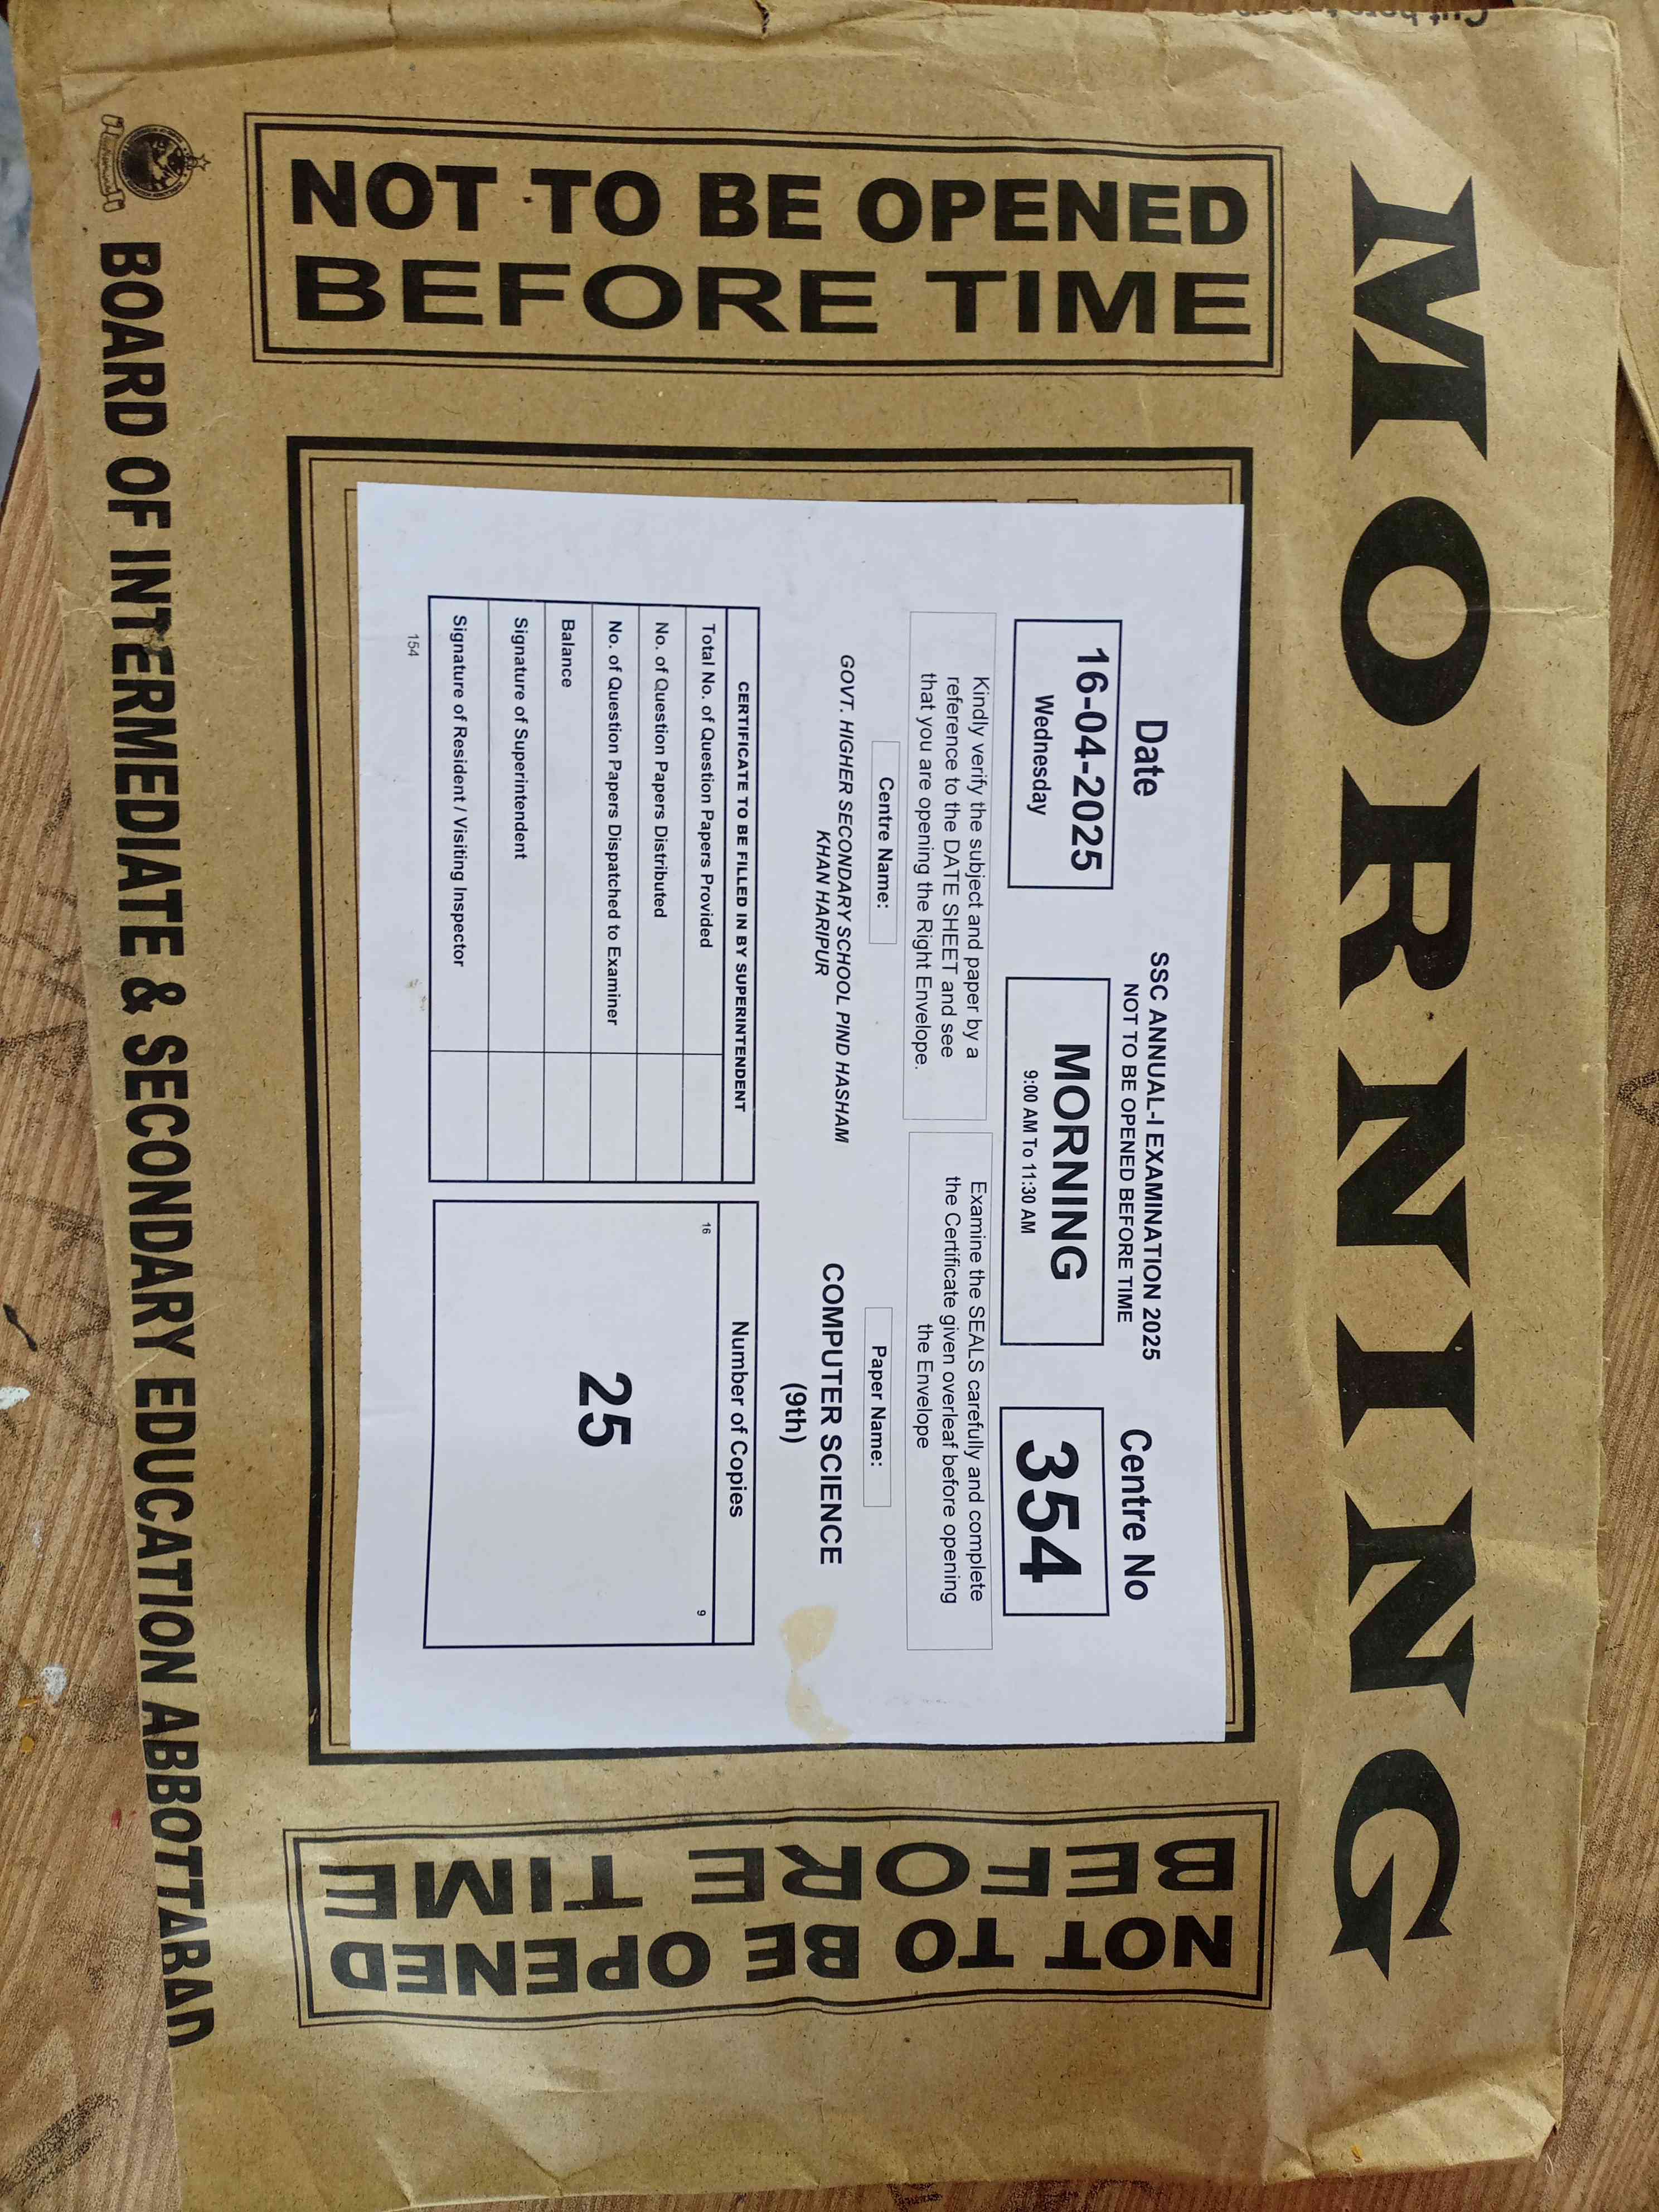 Cut here to open
MORNING
NOT TO BE OPENED
BEFORE TIME
SSC ANNUAL-I EXAMINATION 2025
NOT TO BE OPENED BEFORE TIME
Date
Centre No
16-04-2025
Wednesday
MORNING
9:00 AM To 11:30 AM
354
Kindly verify the subject and paper by a
reference to the DATE SHEET and see
that you are opening the Right Envelope.
Examine the SEALS carefully and complete
the Certificate given overleaf before opening
the Envelope
Centre Name:
Paper Name:
GOVT. HIGHER SECONDARY SCHOOL PIND HASHAM
KHAN HARIPUR
COMPUTER SCIENCE
(9th)
CERTIFICATE TO BE FILLED IN BY SUPERINTENDENT
Total No. of Question Papers Provided
No. of Question Papers Distributed
No. of Question Papers Dispatched to Examiner
Balance
Signature of Superintendent
Signature of Resident / Visiting Inspector
Number of Copies
16
9
25
154
NOT TO BE OPENED
BEFORE TIME
BOARD OF INTERMEDIATE & SECONDARY EDUCATION ABBOTTABAD